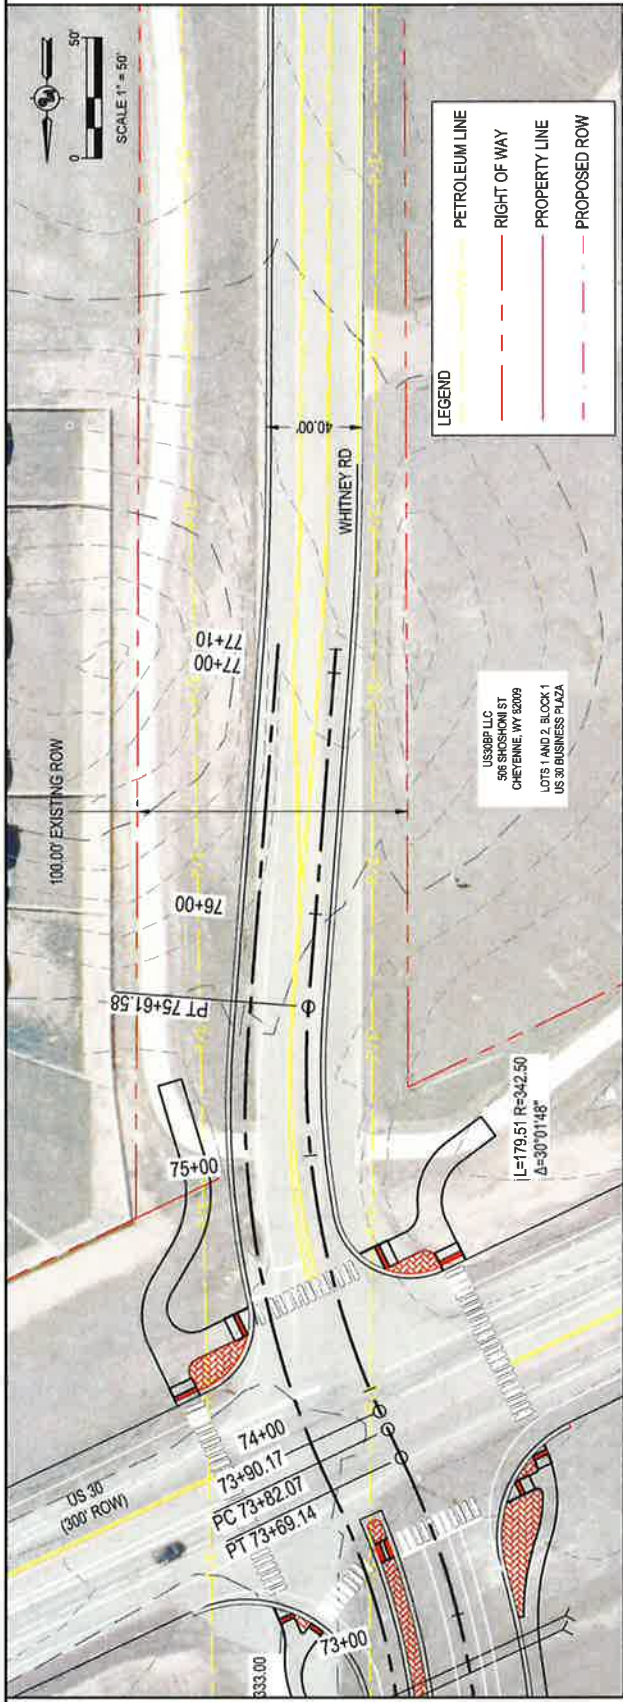 50'
0
SCALE 1" = 50'
LEGEND
PETROLEUM LINE
RIGHT OF WAY
PROPERTY LINE
PROPOSED ROW
40.00'
WHITNEY RD
77+10
77+00
100.00' EXISTING ROW
76+00
PT 75+61.58
US30BP LLC
506 SHOSHONI ST
CHEYENNE, WY 82009
LOTS 1 AND 2, BLOCK 1
US 30 BUSINESS PLAZA
75+00
L=179.51 R=342.50
Δ=30°01'48"
US 30
(300' ROW)
74+00
73+90.17
PC 73+82.07
PT 73+69.14
73+00
333.00